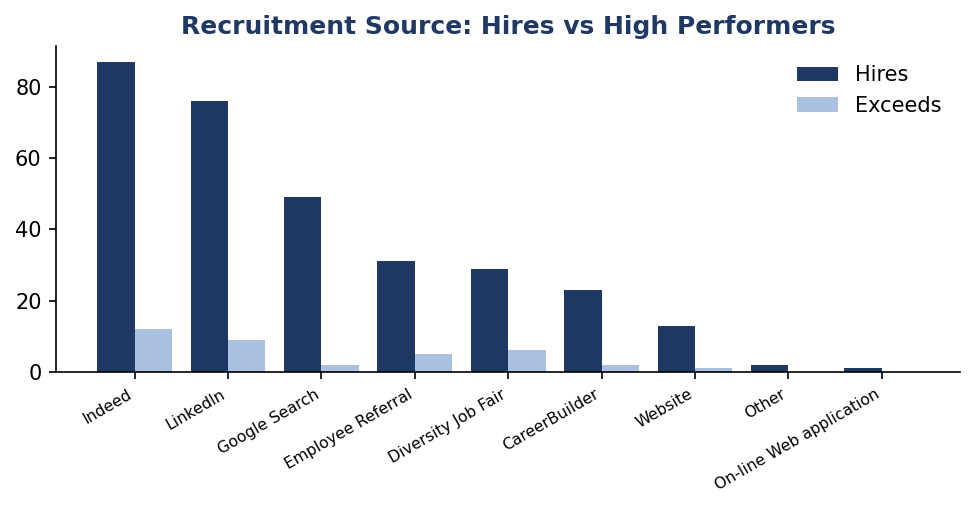 Recruitment Source: Hires vs High Performers
Hires
Exceeds
80
60
40
20
0
Indeed
LinkedIn
Google Search
Employee Referral
Diversity Job Fair
CareerBuilder
Website
Other
On-line Web application